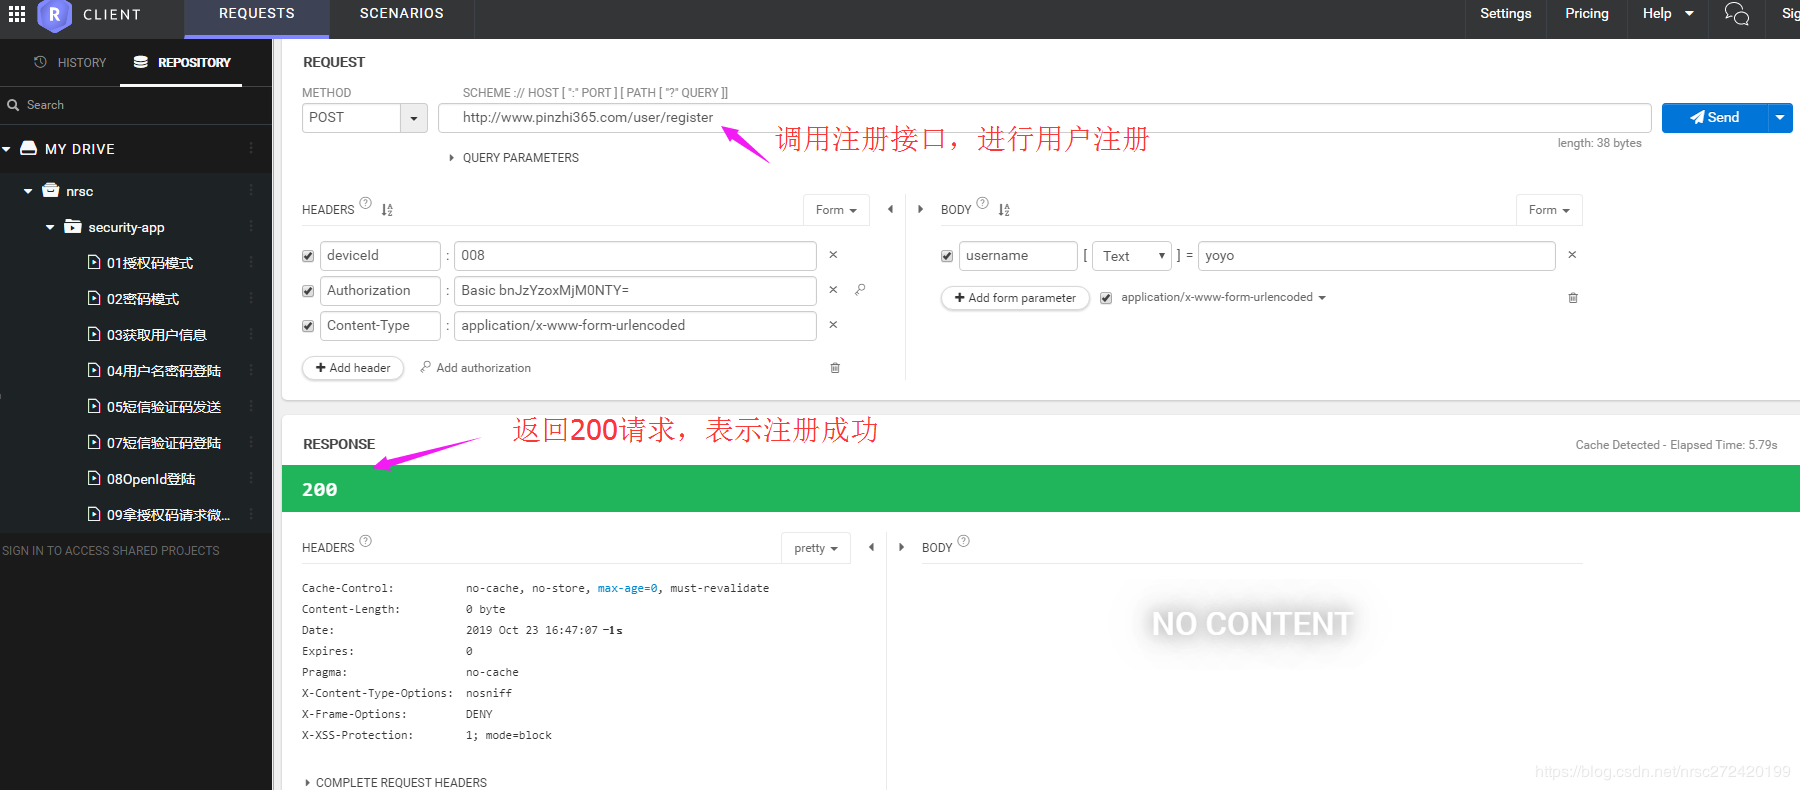 R CLIENT REQUESTS SCENARIOS Settings Pricing Help Sig
HISTORY REPOSITORY
Search
MY DRIVE
nrsc
security-app
01授权码模式
02密码模式
03获取用户信息
04用户名密码登陆
05短信验证码发送
07短信验证码登陆
08OpenId登陆
09拿授权码请求微...
SIGN IN TO ACCESS SHARED PROJECTS
REQUEST
METHOD SCHEME :// HOST [ ":" PORT ] [ PATH [ "?" QUERY ]]
POST http://www.pinzhi365.com/user/register Send
调用注册接口，进行用户注册
length: 38 bytes
QUERY PARAMETERS
HEADERS ? Form
deviceId : 008
Authorization : Basic bnJzYzoxMjM0NTY=
Content-Type : application/x-www-form-urlencoded
+ Add header Add authorization
BODY ? Form
username [ Text ] = yoyo
+ Add form parameter application/x-www-form-urlencoded
返回200请求，表示注册成功
RESPONSE Cache Detected - Elapsed Time: 5.79s
200
HEADERS ? pretty
Cache-Control: no-cache, no-store, max-age=0, must-revalidate
Content-Length: 0 byte
Date: 2019 Oct 23 16:47:07 -1s
Expires: 0
Pragma: no-cache
X-Content-Type-Options: nosniff
X-Frame-Options: DENY
X-XSS-Protection: 1; mode=block
COMPLETE REQUEST HEADERS
BODY ?
NO CONTENT
https://blog.csdn.net/nrsc272420199